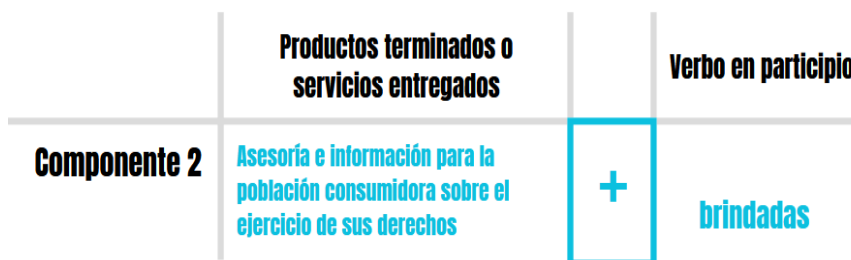 Productos terminados o
servicios entregados
Verbo en participio
Componente 2
Asesoría e información para la
población consumidora sobre el
ejercicio de sus derechos
+
brindadas